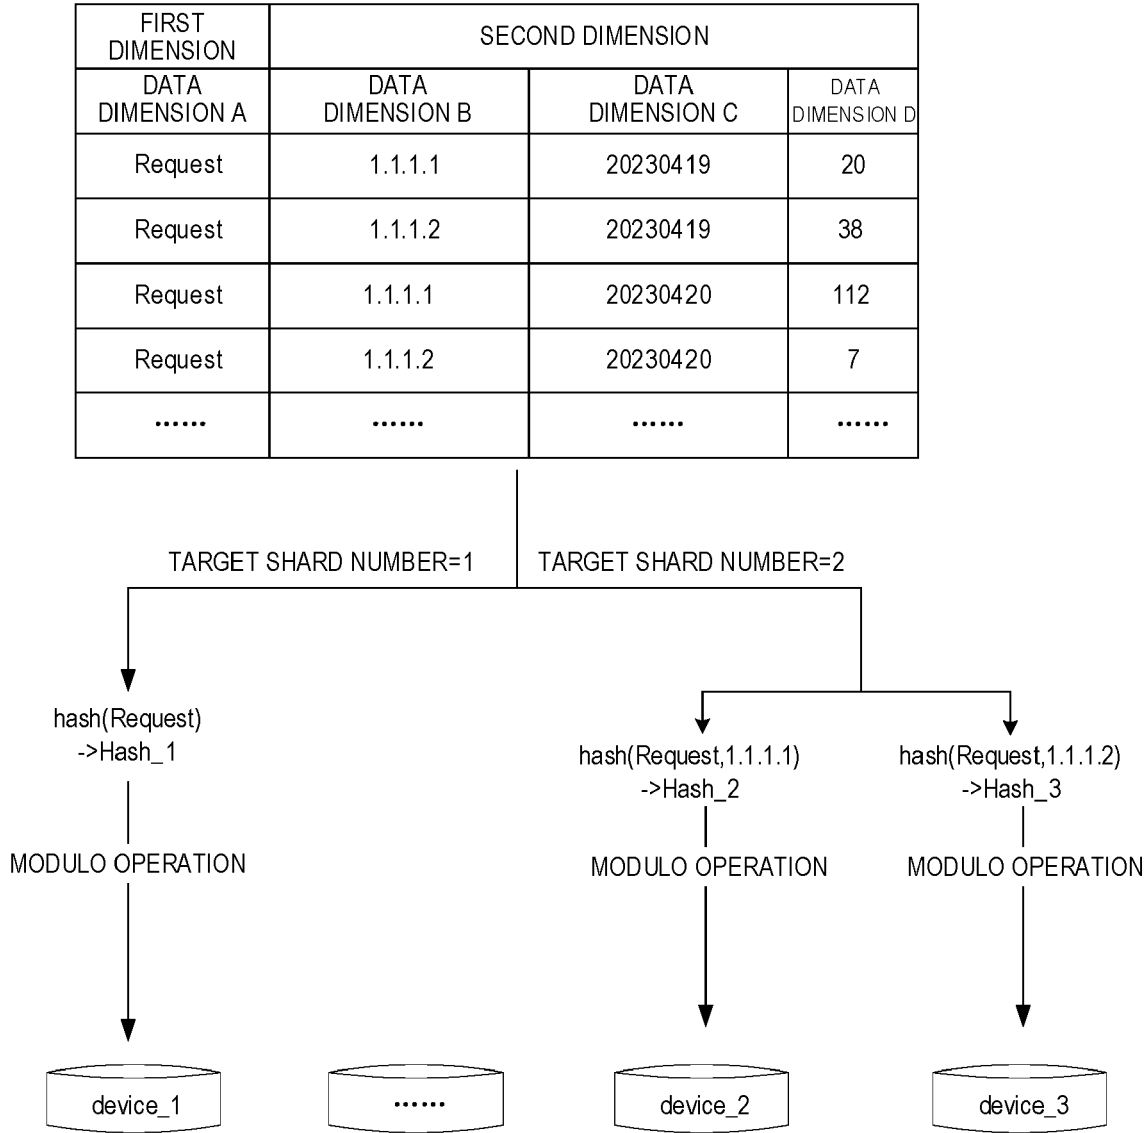 FIRST
DIMENSION
SECOND DIMENSION
DATA
DIMENSION A
DATA
DIMENSION B
DATA
DIMENSION C
DATA
DIMENSION D
Request 1.1.1.1 20230419 20
Request 1.1.1.2 20230419 38
Request 1.1.1.1 20230420 112
Request 1.1.1.2 20230420 7
…… …… …… ……
TARGET SHARD NUMBER=1
TARGET SHARD NUMBER=2
hash(Request)
->Hash_1
hash(Request,1.1.1.1)
->Hash_2
hash(Request,1.1.1.2)
->Hash_3
MODULO OPERATION
MODULO OPERATION
MODULO OPERATION
device_1
……
device_2
device_3